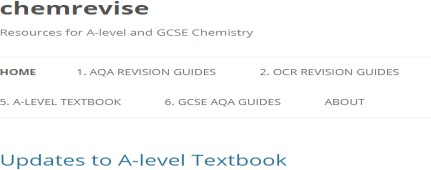 chemrevise
Resources for A-level and GCSE Chemistry
HOME 1. AQA REVISION GUIDES 2. OCR REVISION GUIDES
5. A-LEVEL TEXTBOOK 6. GCSE AQA GUIDES ABOUT
Updates to A-level Textbook